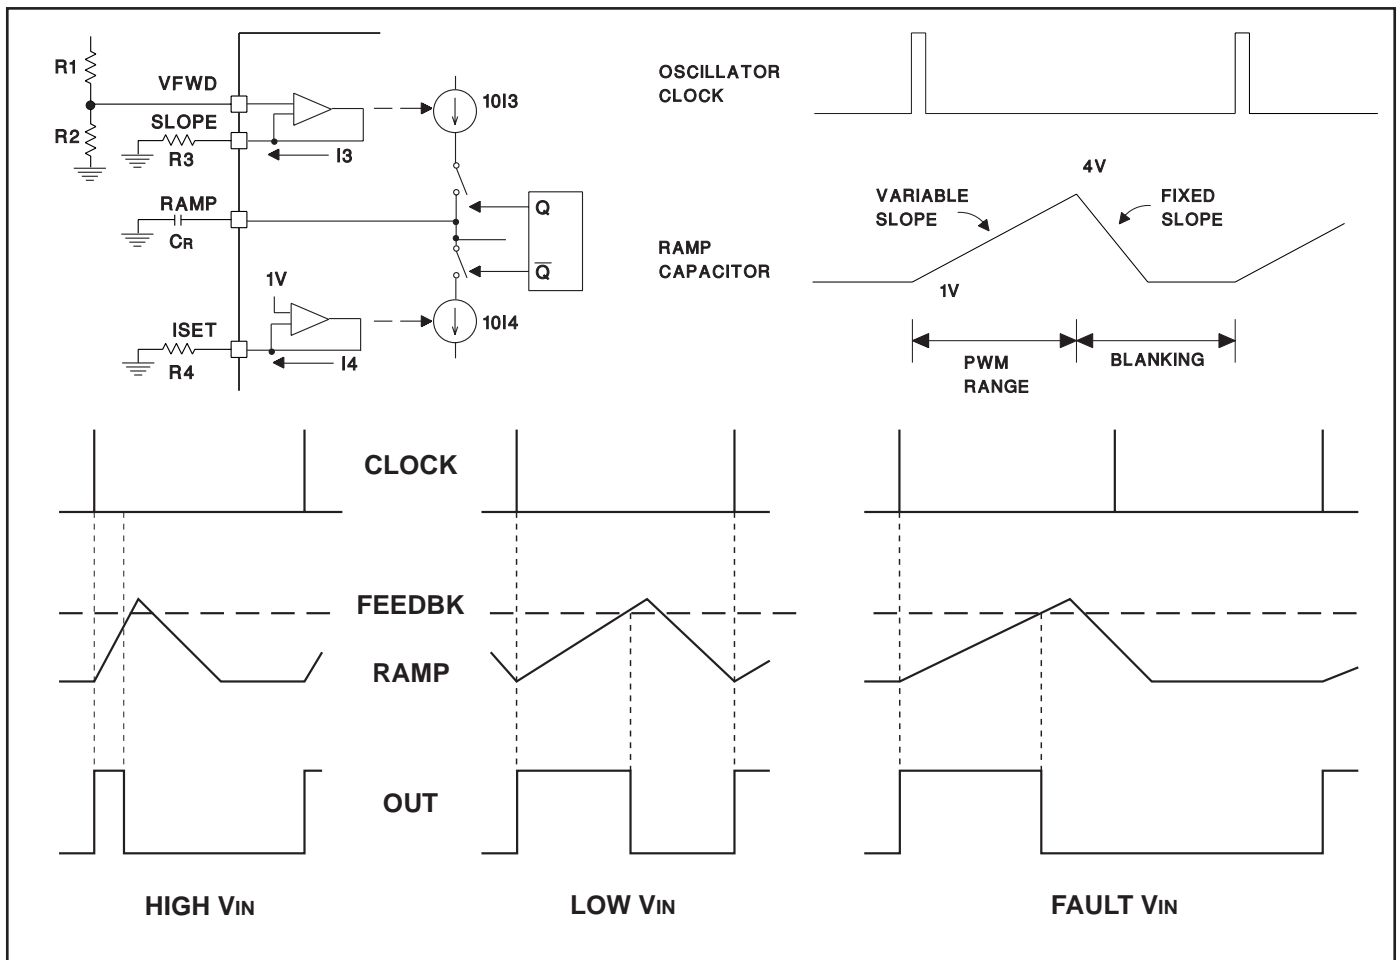 R1
VFWD
10I3
R2
SLOPE
R3
I3
RAMP
CR
Q
Q̅
1V
10I4
ISET
R4
I4
OSCILLATOR
CLOCK
4V
VARIABLE
SLOPE
FIXED
SLOPE
RAMP
CAPACITOR
1V
PWM
RANGE
BLANKING
CLOCK
FEEDBK
RAMP
OUT
HIGH VIN
LOW VIN
FAULT VIN